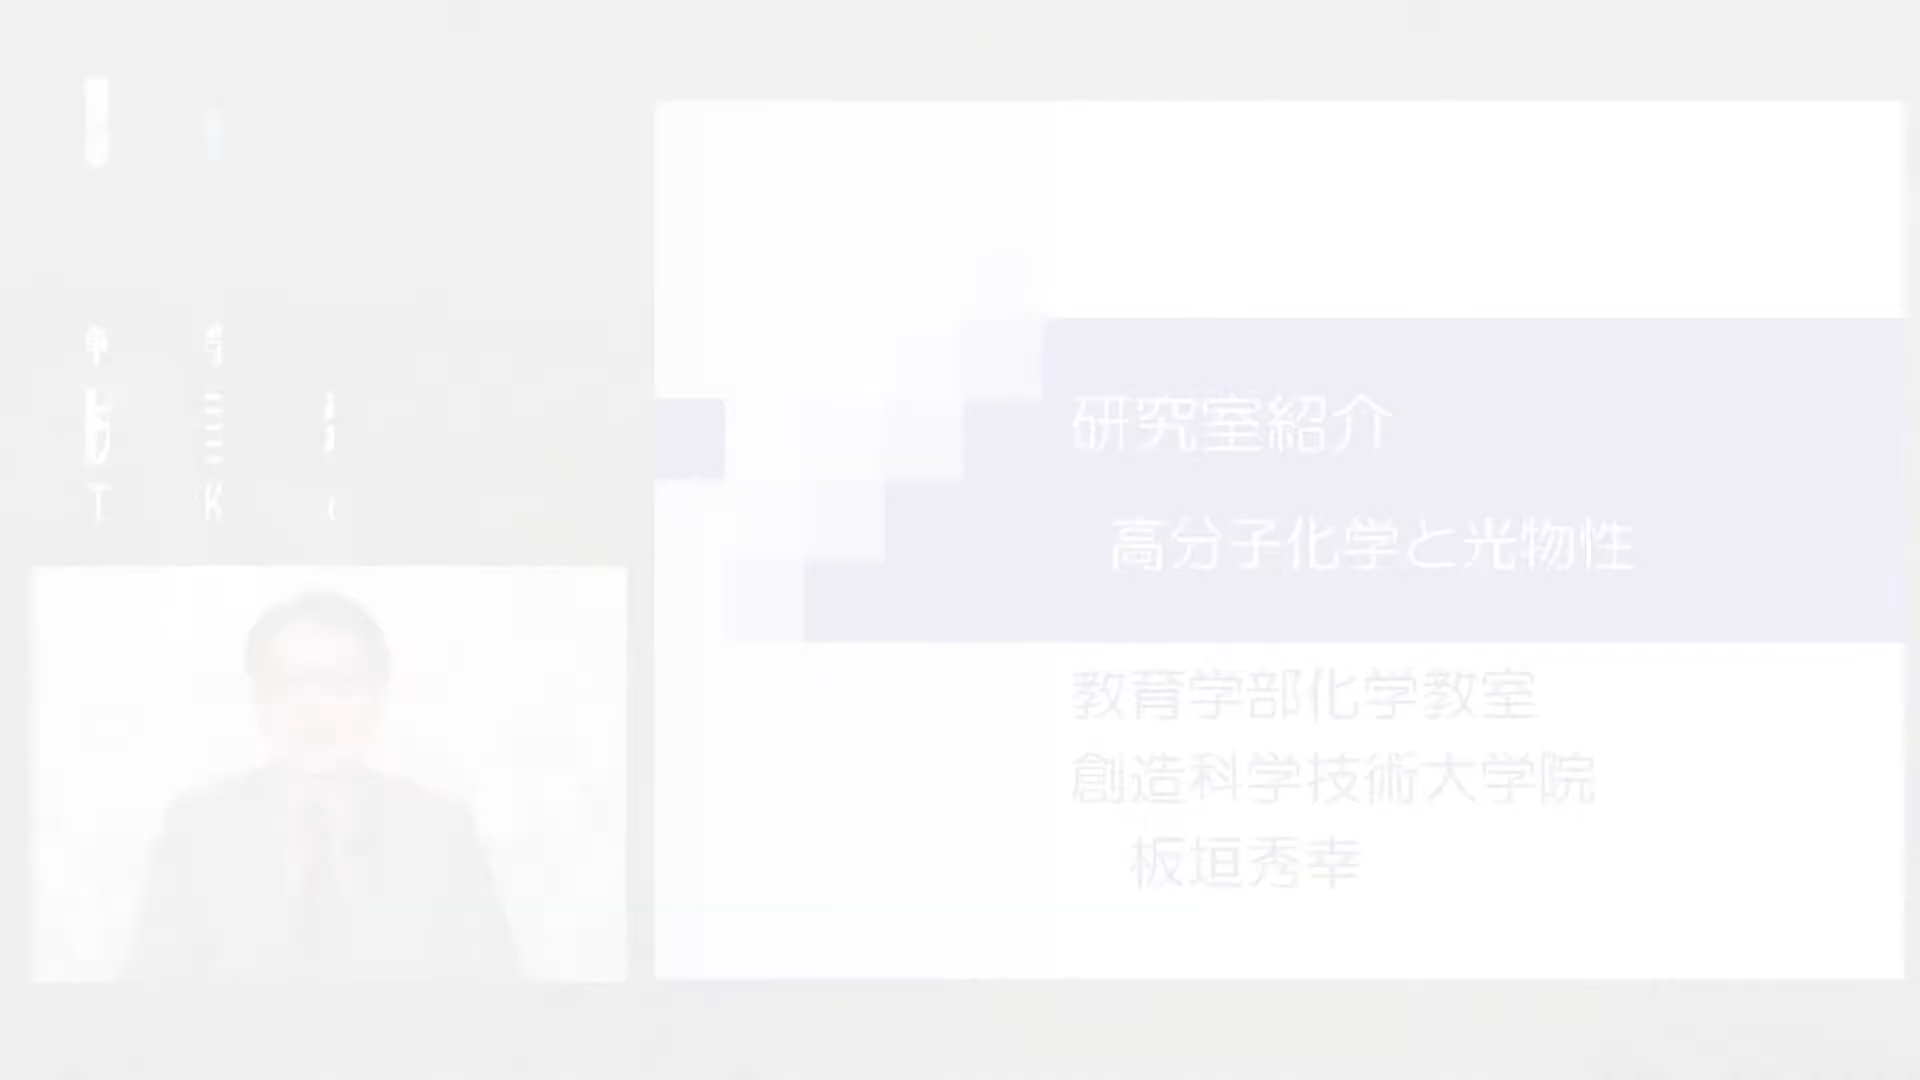 研究室紹介
高分子化学と光物性
教育学部化学教室
創造科学技術大学院
板垣秀幸